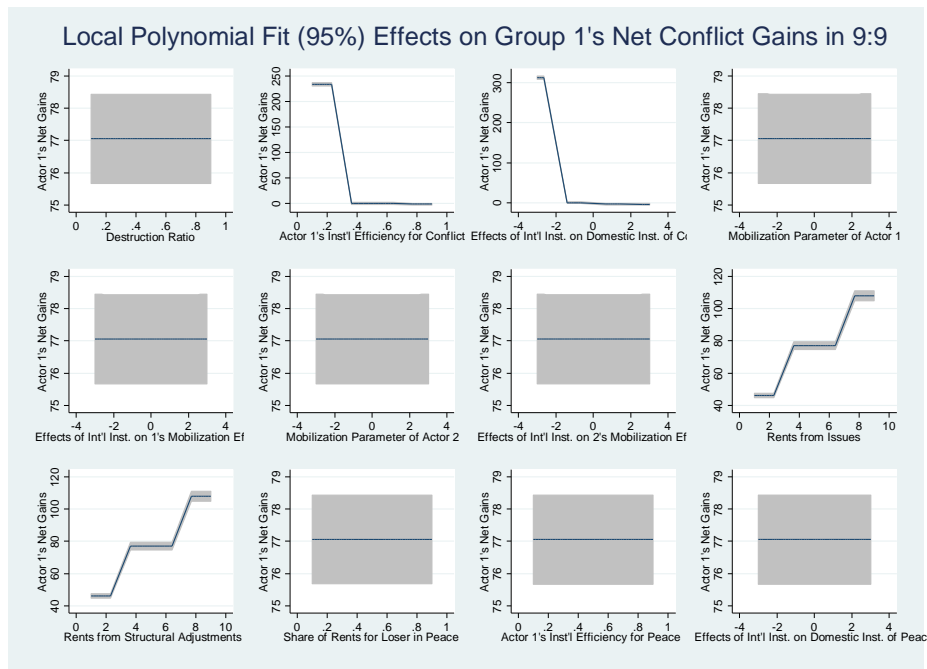 Local Polynomial Fit (95%) Effects on Group 1's Net Conflict Gains in 9:9
Actor 1's Net Gains
75 76 77 78 79
0 .2 .4 .6 .8 1
Destruction Ratio
Actor 1's Net Gains
0 50 100 150 200 250
0 .2 .4 .6 .8 1
Actor 1's Inst'l Efficiency for Conflict
Actor 1's Net Gains
0 100 200 300
-4 -2 0 2 4
Effects of Int'l Inst. on Domestic Inst. of Co
Actor 1's Net Gains
75 76 77 78 79
-4 -2 0 2 4
Mobilization Parameter of Actor 1
Actor 1's Net Gains
75 76 77 78 79
-4 -2 0 2 4
Effects of Int'l Inst. on 1's Mobilization Ef
Actor 1's Net Gains
75 76 77 78 79
-4 -2 0 2 4
Mobilization Parameter of Actor 2
Actor 1's Net Gains
75 76 77 78 79
-4 -2 0 2 4
Effects of Int'l Inst. on 2's Mobilization Ef
Actor 1's Net Gains
40 60 80 100 120
0 2 4 6 8 10
Rents from Issues
Actor 1's Net Gains
40 60 80 100 120
0 2 4 6 8 10
Rents from Structural Adjustments
Actor 1's Net Gains
75 76 77 78 79
0 .2 .4 .6 .8 1
Share of Rents for Loser in Peace
Actor 1's Net Gains
75 76 77 78 79
0 .2 .4 .6 .8 1
Actor 1's Inst'l Efficiency for Peace
Actor 1's Net Gains
75 76 77 78 79
-4 -2 0 2 4
Effects of Int'l Inst. on Domestic Inst. of Peac